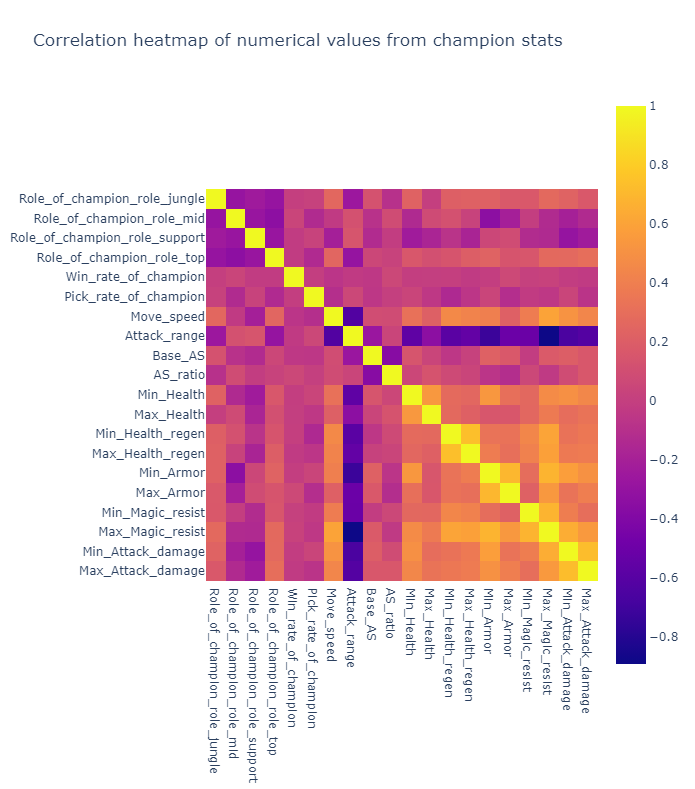 Correlation heatmap of numerical values from champion stats
Role_of_champion_role_jungle
Role_of_champion_role_mid
Role_of_champion_role_support
Role_of_champion_role_top
Win_rate_of_champion
Pick_rate_of_champion
Move_speed
Attack_range
Base_AS
AS_ratio
Min_Health
Max_Health
Min_Health_regen
Max_Health_regen
Min_Armor
Max_Armor
Min_Magic_resist
Max_Magic_resist
Min_Attack_damage
Max_Attack_damage
Role_of_champion_role_jungle
Role_of_champion_role_mid
Role_of_champion_role_support
Role_of_champion_role_top
Win_rate_of_champion
Pick_rate_of_champion
Move_speed
Attack_range
Base_AS
AS_ratio
Min_Health
Max_Health
Min_Health_regen
Max_Health_regen
Min_Armor
Max_Armor
Min_Magic_resist
Max_Magic_resist
Min_Attack_damage
Max_Attack_damage
1
0.8
0.6
0.4
0.2
0
−0.2
−0.4
−0.6
−0.8